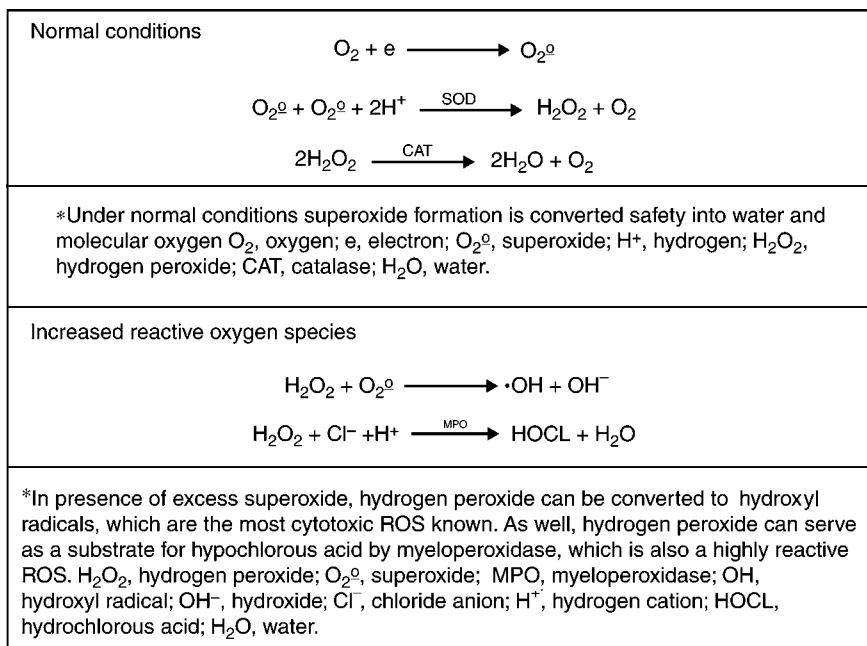 Normal conditions
O₂ + e ⟶ O₂º̲
O₂º̲ + O₂º̲ + 2H⁺ SOD⟶ H₂O₂ + O₂
2H₂O₂ CAT⟶ 2H₂O + O₂
*Under normal conditions superoxide formation is converted safety into water and
molecular oxygen O₂, oxygen; e, electron; O₂º̲, superoxide; H⁺, hydrogen; H₂O₂,
hydrogen peroxide; CAT, catalase; H₂O, water.
Increased reactive oxygen species
H₂O₂ + O₂º̲ ⟶ ·OH + OH⁻
H₂O₂ + Cl⁻ +H⁺ MPO⟶ HOCL + H₂O
*In presence of excess superoxide, hydrogen peroxide can be converted to hydroxyl
radicals, which are the most cytotoxic ROS known. As well, hydrogen peroxide can serve
as a substrate for hypochlorous acid by myeloperoxidase, which is also a highly reactive
ROS. H₂O₂, hydrogen peroxide; O₂º̲, superoxide; MPO, myeloperoxidase; OH,
hydroxyl radical; OH⁻, hydroxide; Cl⁻, chloride anion; H⁺, hydrogen cation; HOCL,
hydrochlorous acid; H₂O, water.